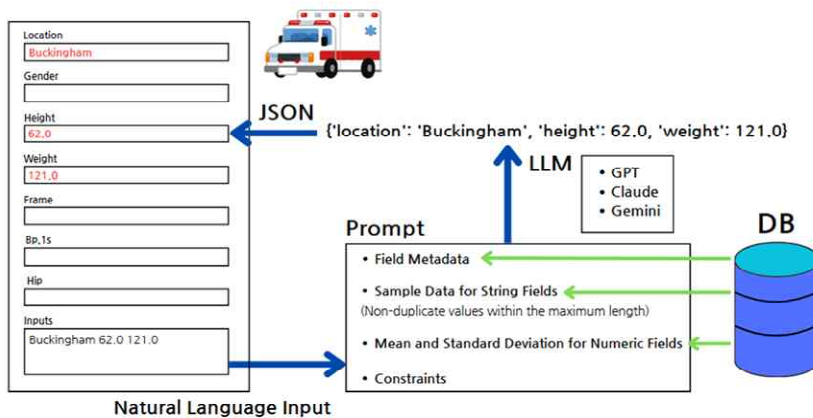 Location
Buckingham
Gender
Height
62.0
Weight
121.0
Frame
Bp.1s
Hip
Inputs
Buckingham 62.0 121.0
Natural Language Input
JSON
{'location': 'Buckingham', 'height': 62.0, 'weight': 121.0}
LLM
• GPT
• Claude
• Gemini
Prompt
• Field Metadata
• Sample Data for String Fields
(Non-duplicate values within the maximum length)
• Mean and Standard Deviation for Numeric Fields
• Constraints
DB